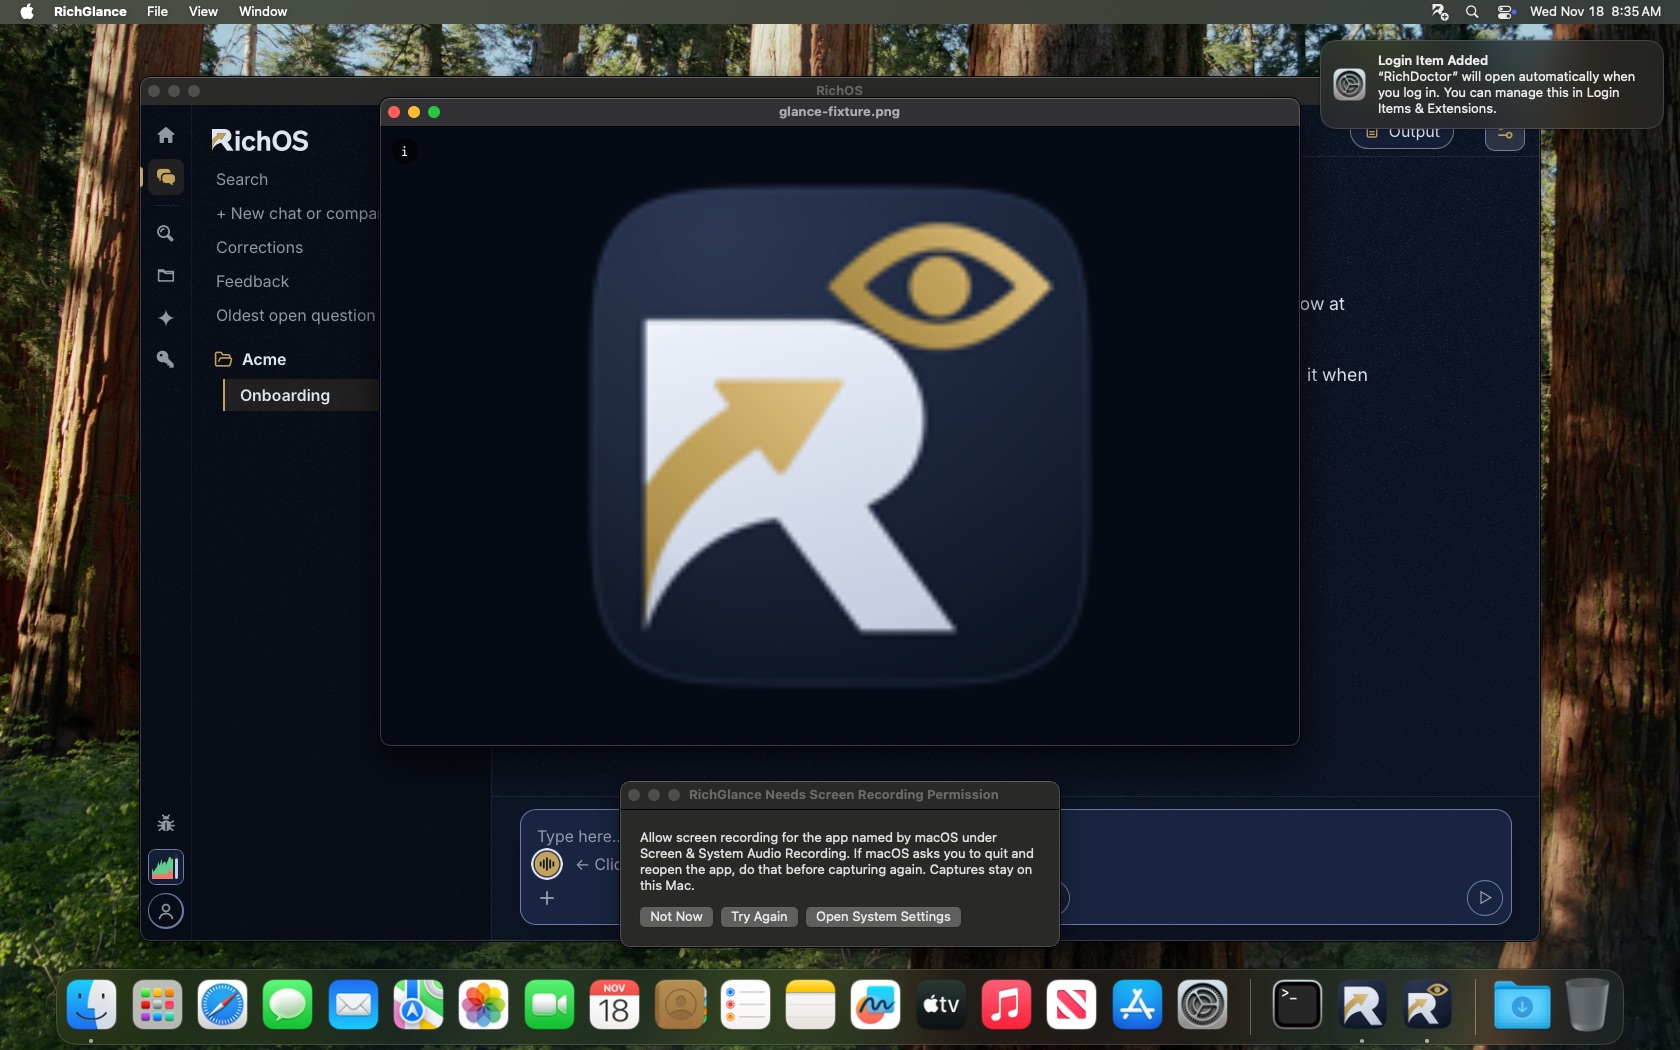 RichGlance File View Window
Wed Nov 18 8:35 AM
Login Item Added
“RichDoctor” will open automatically when
you log in. You can manage this in Login
Items & Extensions.
RichOS
glance-fixture.png
i
Output
RichOS
Search
+ New chat or compa
Corrections
Feedback
Oldest open question
Acme
Onboarding
ow at
it when
RichGlance Needs Screen Recording Permission
Allow screen recording for the app named by macOS under
Screen & System Audio Recording. If macOS asks you to quit and
reopen the app, do that before capturing again. Captures stay on
this Mac.
Not Now Try Again Open System Settings
Type here..
← Clic
+
NOV
18
tv
>_